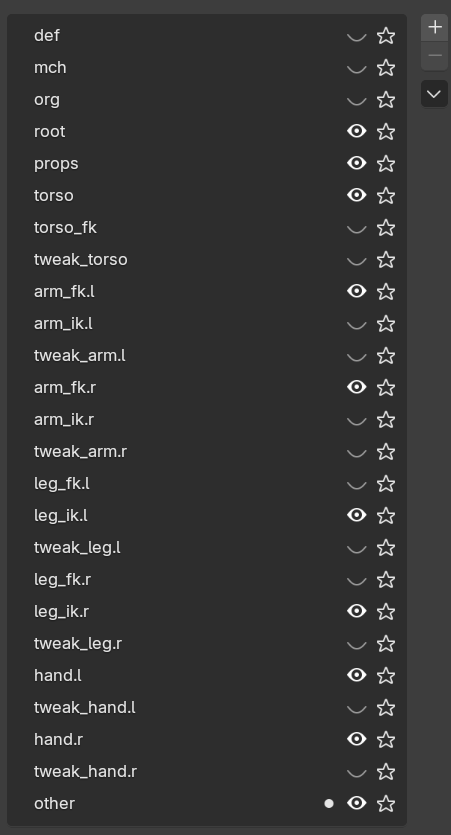 def
mch
org
root
props
torso
torso_fk
tweak_torso
arm_fk.l
arm_ik.l
tweak_arm.l
arm_fk.r
arm_ik.r
tweak_arm.r
leg_fk.l
leg_ik.l
tweak_leg.l
leg_fk.r
leg_ik.r
tweak_leg.r
hand.l
tweak_hand.l
hand.r
tweak_hand.r
other